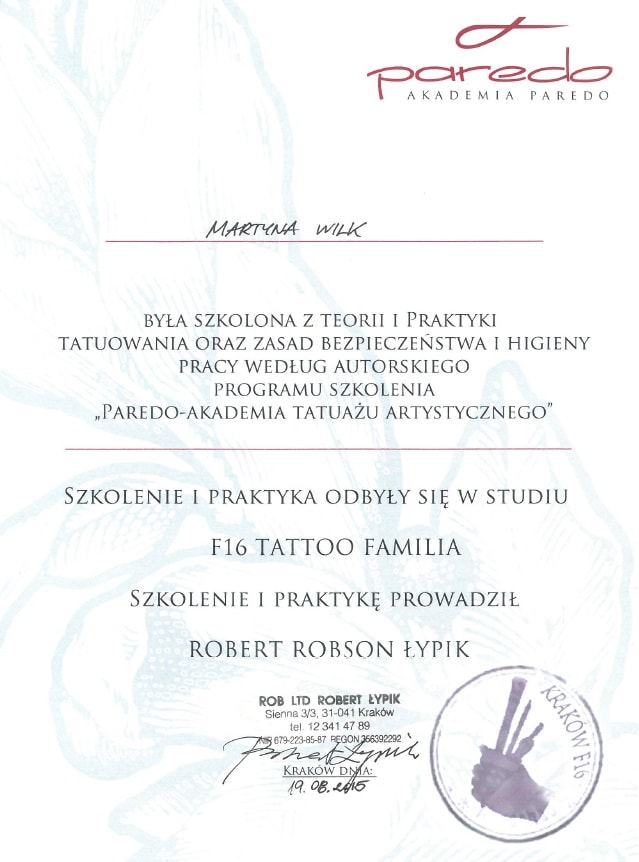 paredo
AKADEMIA PAREDO
MARTYNA WILK
BYŁA SZKOLONA Z TEORII I PRAKTYKI
TATUOWANIA ORAZ ZASAD BEZPIECZEŃSTWA I HIGIENY
PRACY WEDŁUG AUTORSKIEGO
PROGRAMU SZKOLENIA
„PAREDO-AKADEMIA TATUAŻU ARTYSTYCZNEGO”
SZKOLENIE I PRAKTYKA ODBYŁY SIĘ W STUDIU
F16 TATTOO FAMILIA
SZKOLENIE I PRAKTYKĘ PROWADZIŁ
ROBERT ROBSON ŁYPIK
ROB LTD ROBERT ŁYPIK
Sienna 3/3, 31-041 Kraków
tel. 12 341 47 89
NIP 679-223-85-87 REGON 356392292
Robert Łypik
KRAKÓW DNIA:
19.08.2015
KRAKÓW F16